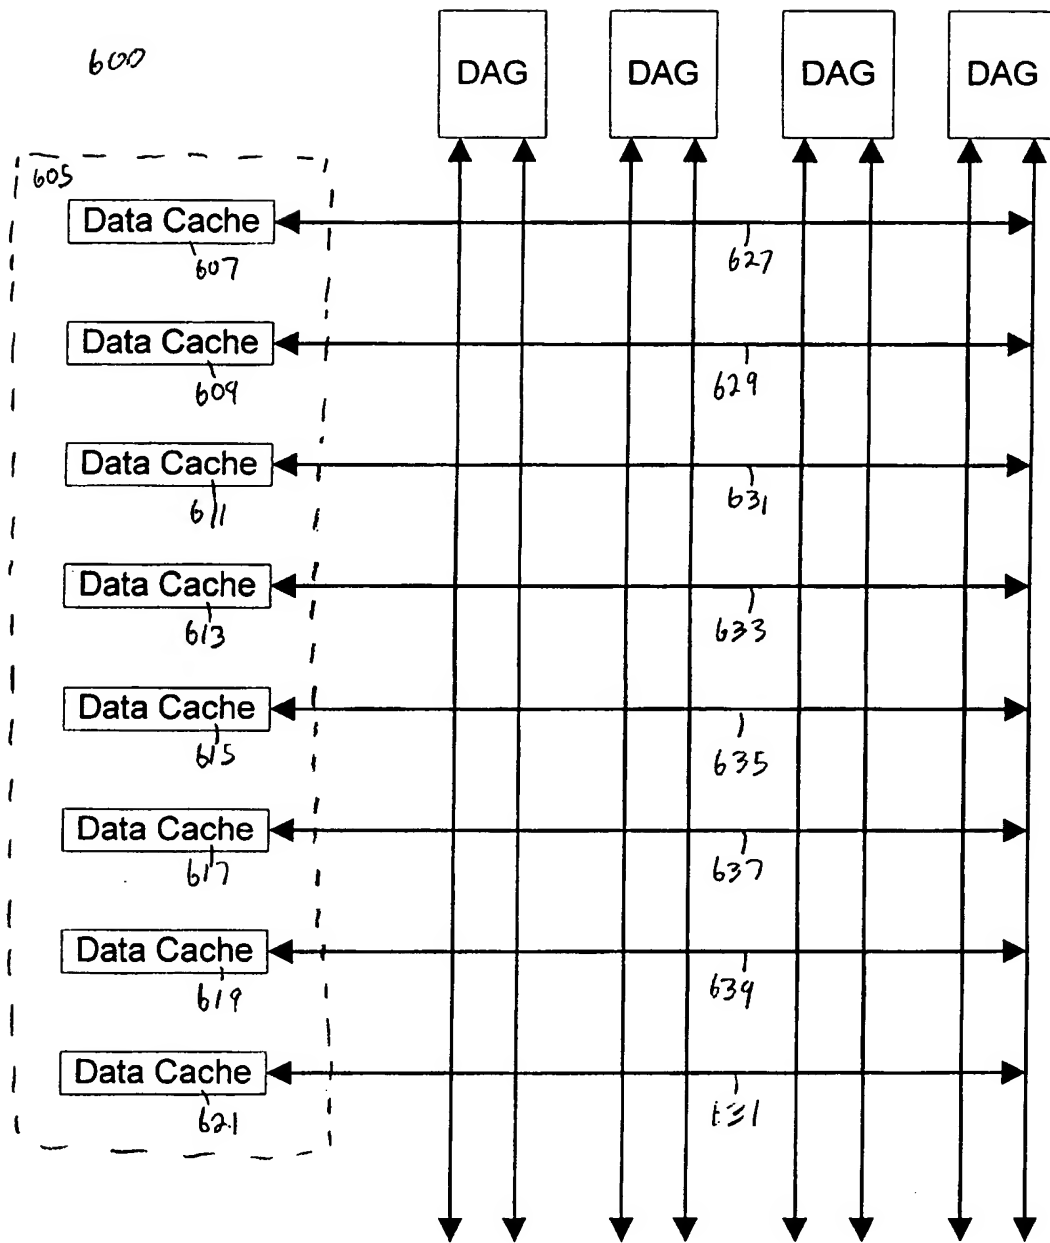 600
DAG DAG DAG DAG
605
Data Cache
607
627
Data Cache
609
629
Data Cache
611
631
Data Cache
613
633
Data Cache
615
635
Data Cache
617
637
Data Cache
619
639
Data Cache
621